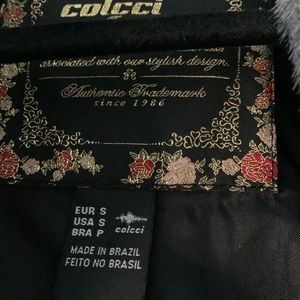 colcci
associated with our stylish design.
Authentic Trademark
since 1986
EUR S
USA S
BRA P
colcci
MADE IN BRAZIL
FEITO NO BRASIL